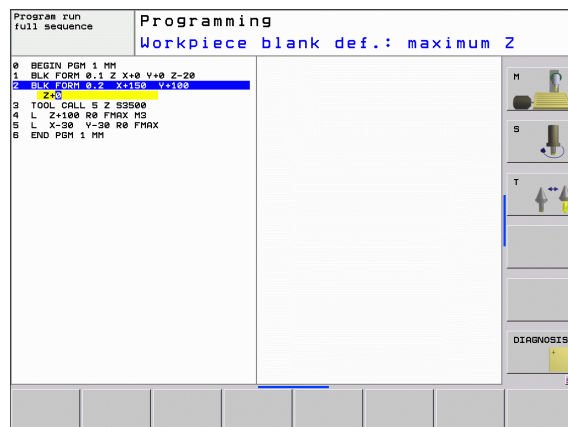 Program run
full sequence
Programming
Workpiece blank def.: maximum Z
0 BEGIN PGM 1 MM
1 BLK FORM 0.1 Z X+0 Y+0 Z-20
2 BLK FORM 0.2 X+150 Y+100
Z+0
3 TOOL CALL 5 Z S3500
4 L Z+100 R0 FMAX M3
5 L X-30 Y-30 R0 FMAX
6 END PGM 1 MM
M
S
T
DIAGNOSIS